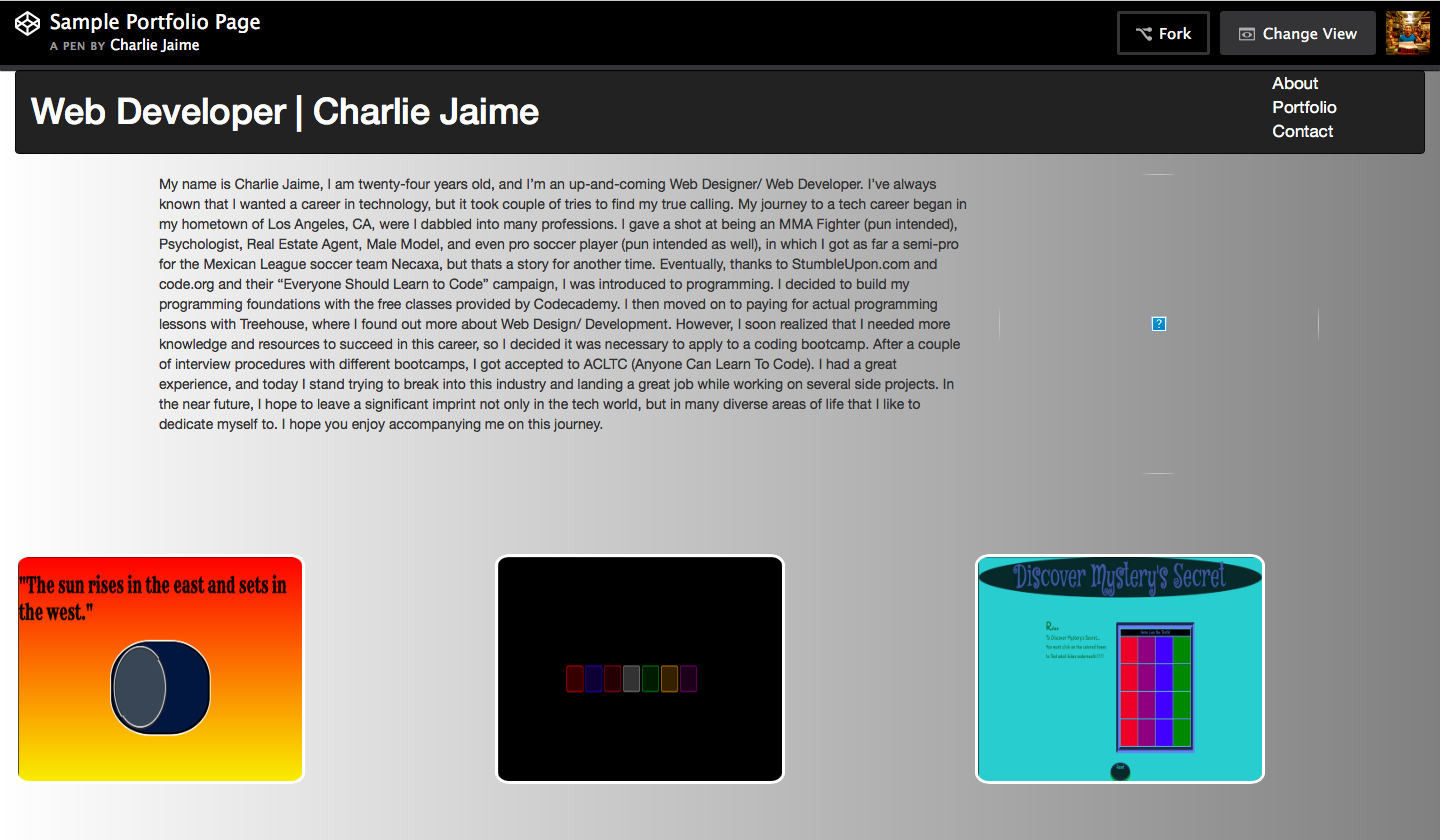 Sample Portfolio Page
A PEN BY Charlie Jaime
Fork
Change View
Web Developer | Charlie Jaime
About
Portfolio
Contact
My name is Charlie Jaime, I am twenty-four years old, and I'm an up-and-coming Web Designer/ Web Developer. I've always
known that I wanted a career in technology, but it took couple of tries to find my true calling. My journey to a tech career began in
my hometown of Los Angeles, CA, were I dabbled into many professions. I gave a shot at being an MMA Fighter (pun intended),
Psychologist, Real Estate Agent, Male Model, and even pro soccer player (pun intended as well), in which I got as far a semi-pro
for the Mexican League soccer team Necaxa, but thats a story for another time. Eventually, thanks to StumbleUpon.com and
code.org and their “Everyone Should Learn to Code” campaign, I was introduced to programming. I decided to build my
programming foundations with the free classes provided by Codecademy. I then moved on to paying for actual programming
lessons with Treehouse, where I found out more about Web Design/ Development. However, I soon realized that I needed more
knowledge and resources to succeed in this career, so I decided it was necessary to apply to a coding bootcamp. After a couple
of interview procedures with different bootcamps, I got accepted to ACLTC (Anyone Can Learn To Code). I had a great
experience, and today I stand trying to break into this industry and landing a great job while working on several side projects. In
the near future, I hope to leave a significant imprint not only in the tech world, but in many diverse areas of life that I like to
dedicate myself to. I hope you enjoy accompanying me on this journey.
?
"The sun rises in the east and sets in
the west."
Discover Mystery's Secret
To Discover Mystery's Secret...